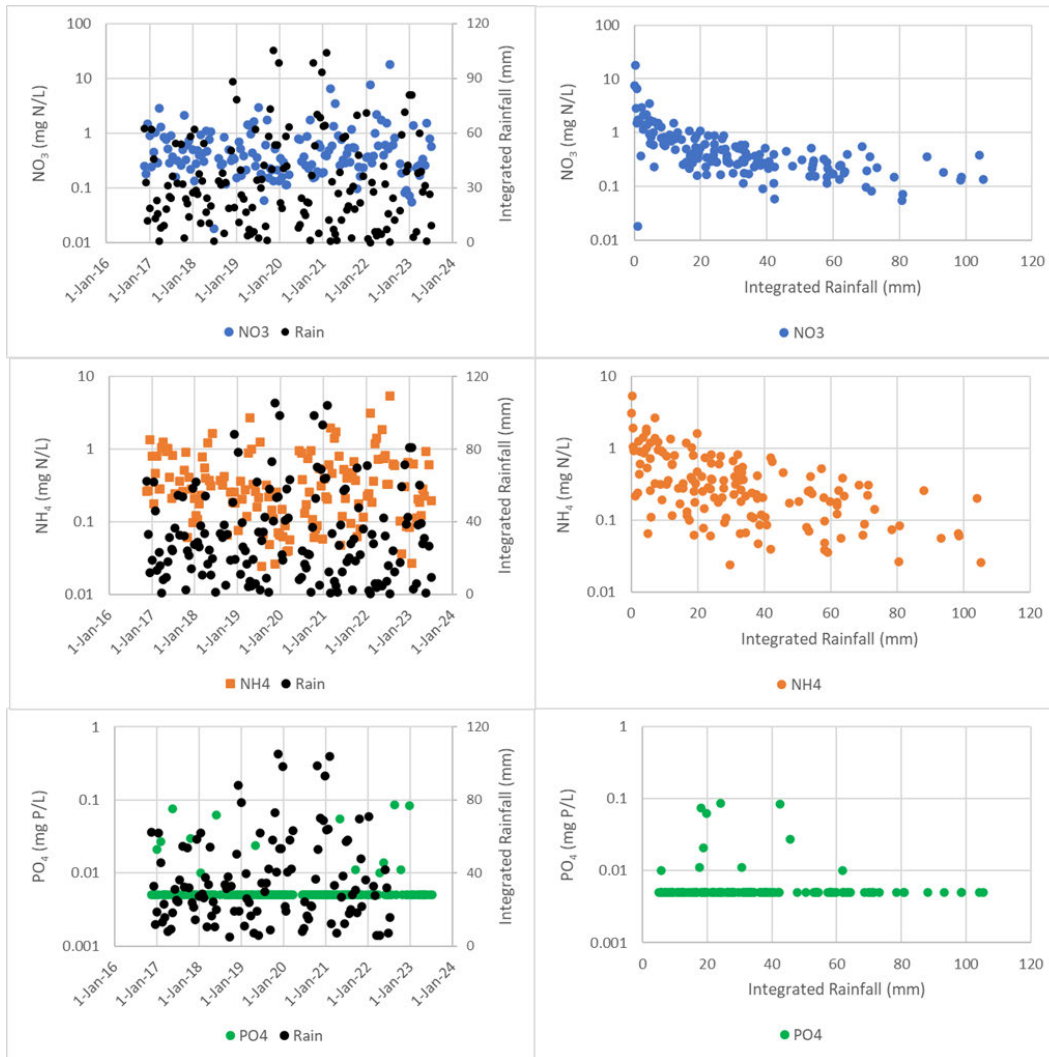 100
10
1
0.1
0.01
NO3 (mg N/L)
120
90
60
30
0
Integrated Rainfall (mm)
1-Jan-16
1-Jan-17
1-Jan-18
1-Jan-19
1-Jan-20
1-Jan-21
1-Jan-22
1-Jan-23
1-Jan-24
NO3 Rain
100
10
1
0.1
0.01
NO3 (mg N/L)
0 20 40 60 80 100 120
Integrated Rainfall (mm)
NO3
10
1
0.1
0.01
NH4 (mg N/L)
120
80
40
0
Integrated Rainfall (mm)
1-Jan-16
1-Jan-17
1-Jan-18
1-Jan-19
1-Jan-20
1-Jan-21
1-Jan-22
1-Jan-23
1-Jan-24
NH4 Rain
10
1
0.1
0.01
NH4 (mg N/L)
0 20 40 60 80 100 120
Integrated Rainfall (mm)
NH4
1
0.1
0.01
0.001
PO4 (mg P/L)
120
80
40
0
Integrated Rainfall (mm)
1-Jan-16
1-Jan-17
1-Jan-18
1-Jan-19
1-Jan-20
1-Jan-21
1-Jan-22
1-Jan-23
1-Jan-24
PO4 Rain
1
0.1
0.01
0.001
PO4 (mg P/L)
0 20 40 60 80 100 120
Integrated Rainfall (mm)
PO4